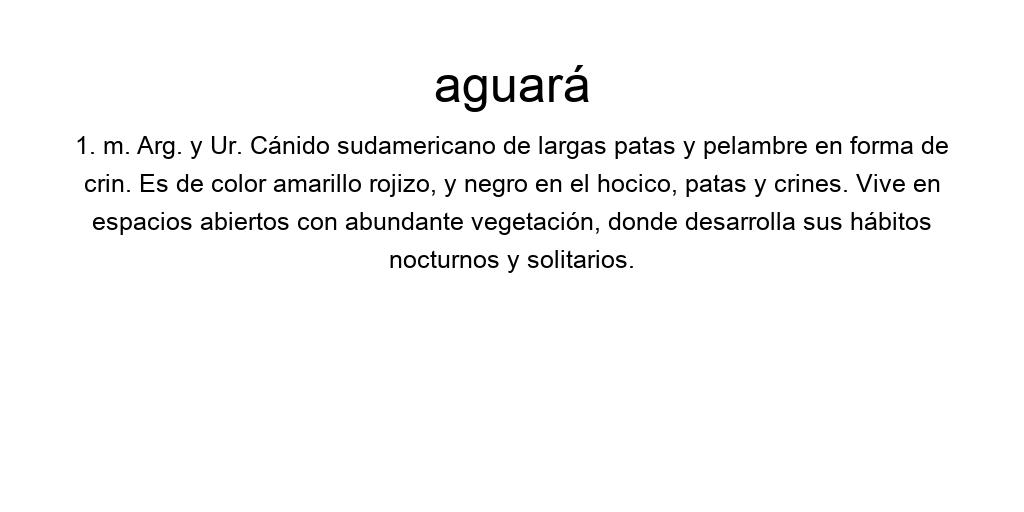 aguará
1. m. Arg. y Ur. Cánido sudamericano de largas patas y pelambre en forma de
crin. Es de color amarillo rojizo, y negro en el hocico, patas y crines. Vive en
espacios abiertos con abundante vegetación, donde desarrolla sus hábitos
nocturnos y solitarios.